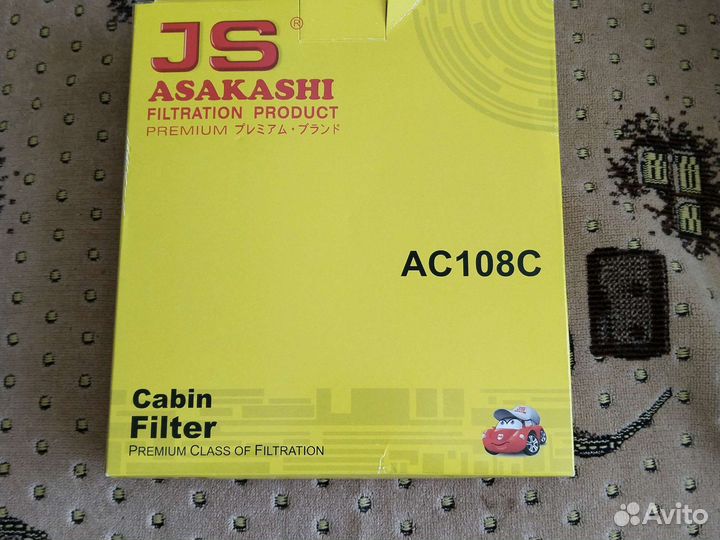 JS ®
ASAKASHI
FILTRATION PRODUCT
PREMIUM プレミアム・ブランド
AC108C
Cabin
Filter
PREMIUM CLASS OF FILTRATION
JS
Avito